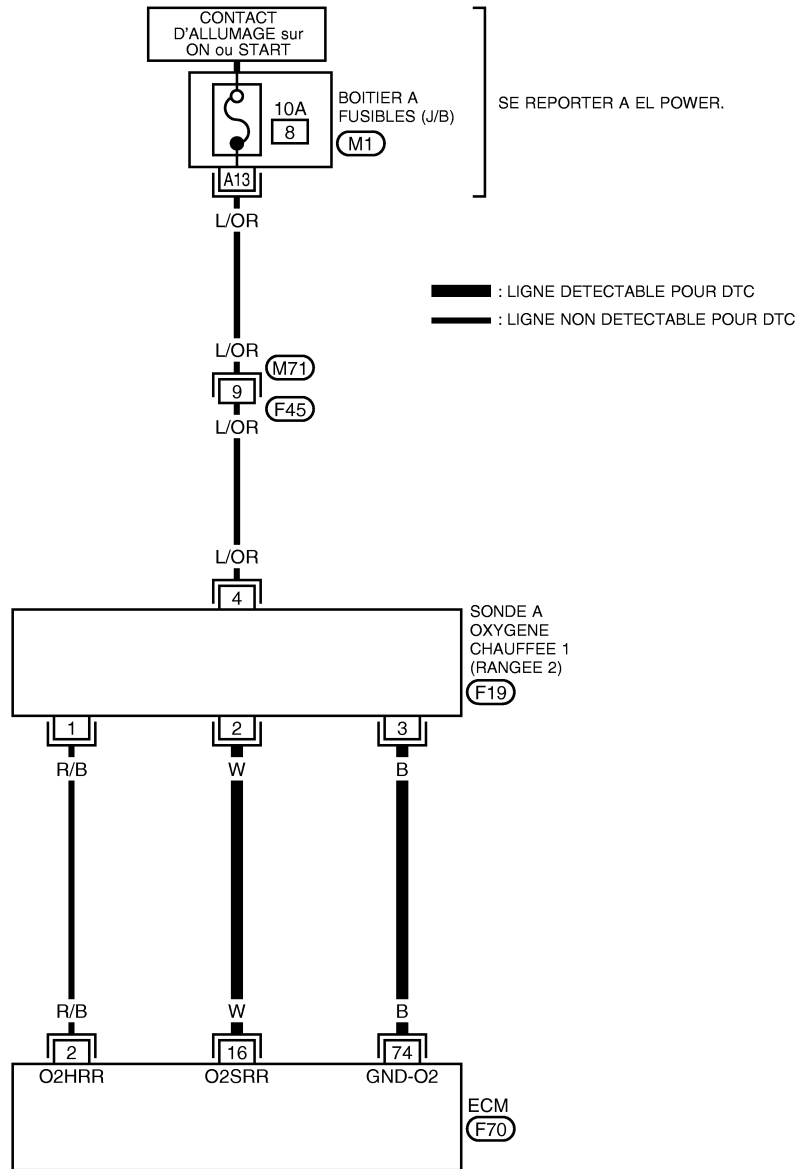 CONTACT
D'ALLUMAGE sur
ON ou START
10A
8
BOITIER A
FUSIBLES (J/B)
M1
SE REPORTER A EL POWER.
A13
L/OR
: LIGNE DETECTABLE POUR DTC
: LIGNE NON DETECTABLE POUR DTC
L/OR
M71
9
F45
L/OR
L/OR
4
SONDE A
OXYGENE
CHAUFFEE 1
(RANGEE 2)
F19
1 2 3
R/B W B
R/B W B
2 16 74
O2HRR O2SRR GND-O2
ECM
F70